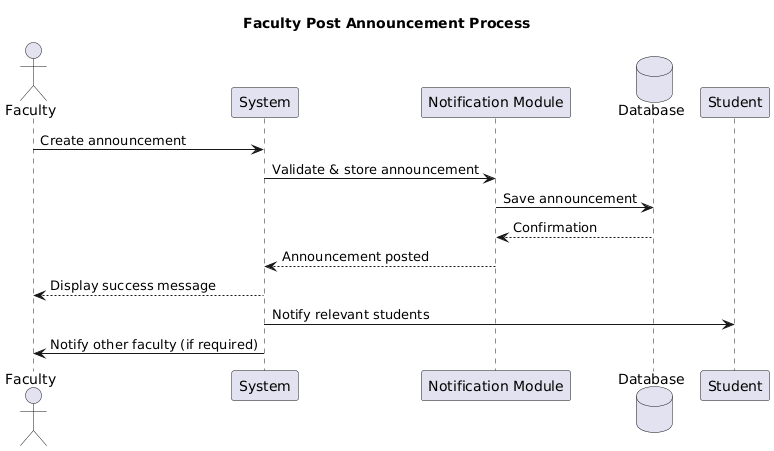 Faculty Post Announcement Process
Faculty
System
Notification Module
Database
Student
Create announcement
Validate & store announcement
Save announcement
Confirmation
Announcement posted
Display success message
Notify relevant students
Notify other faculty (if required)
Faculty
System
Notification Module
Database
Student